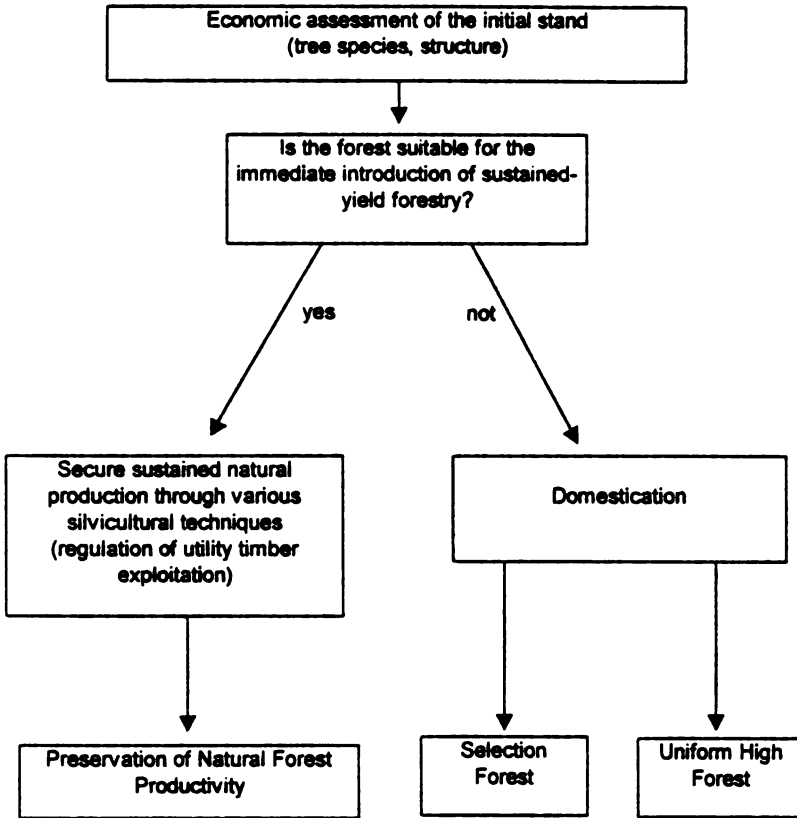 Economic assessment of the initial stand
(tree species, structure)
Is the forest suitable for the
immediate introduction of sustained-
yield forestry?
yes
not
Secure sustained natural
production through various
silvicultural techniques
(regulation of utility timber
exploitation)
Domestication
Preservation of Natural Forest
Productivity
Selection
Forest
Uniform High
Forest